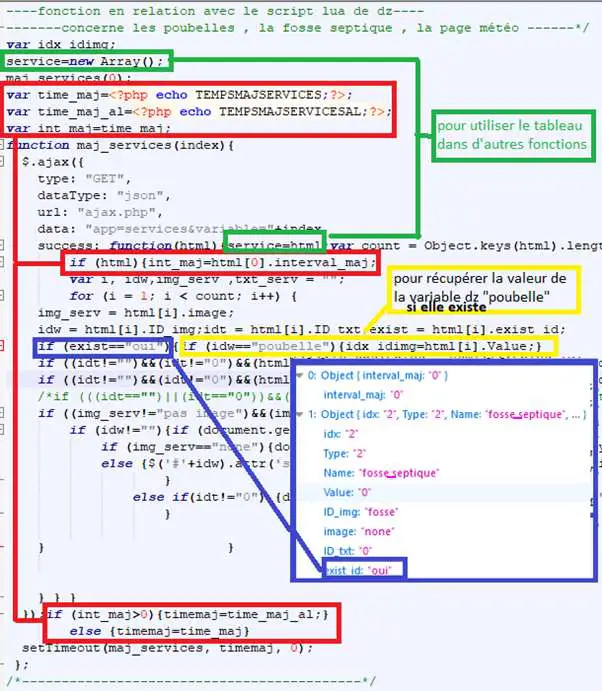 ----fonction en relation avec le script lua de dz----
--------concerne les poubelles , la fosse septique , la page météo ------*/
var idx idimg;
service=new Array();
maj_services(0);
var time_maj=<?php echo TEMPSMAJSERVICES;?>;
var time_maj_al=<?php echo TEMPSMAJSERVICESAL;?>;
var int maj=time maj;
pour utiliser le tableau
dans d'autres fonctions
function maj_services(index){
$.ajax({
type: "GET",
dataType: "json",
url: "ajax.php",
data: "app=services&variable="+index
success: function(html){service=html var count = Object.keys(html).length
if (html){int_maj=html[0].interval_maj;
var i, idw,img_serv ,txt_serv = "";
for (i = 1; i < count; i++) {
pour récupérer la valeur de
la variable dz "poubelle"
si elle existe
img_serv = html[i].image;
idw = html[i].ID_img;idt = html[i].ID_txt exist = html[i].exist_id;
if (exist=="oui"){if (idw=="poubelle"){idx idimg=html[i].Value;}
if ((idt!="")&&(idt!="0")&&(html
if ((idt!="")&&(idt!="0")&&(html
/*if (((idt=="")||(idt=="0"))&&(
if ((img_serv!="pas image")&&(im
if (idw!=""){if (document.ge
if (img_serv=="none"){do
else {$('#'+idw).attr('s
}
else if(idt!="0") {d
}
} }
0: Object { interval_maj: "0" }
interval_maj: "0"
1: Object { idx: "2", Type: "2", Name: "fosse_septique", ... }
idx: "2"
Type: "2"
Name: "fosse_septique"
Value: "0"
ID_img: "fosse"
image: "none"
ID_txt: "0"
exist_id: "oui"
} } }
});if (int_maj>0){timemaj=time_maj_al;}
else {timemaj=time_maj}
setTimeout(maj_services, timemaj, 0);
};
/*-------------------------------------------*/